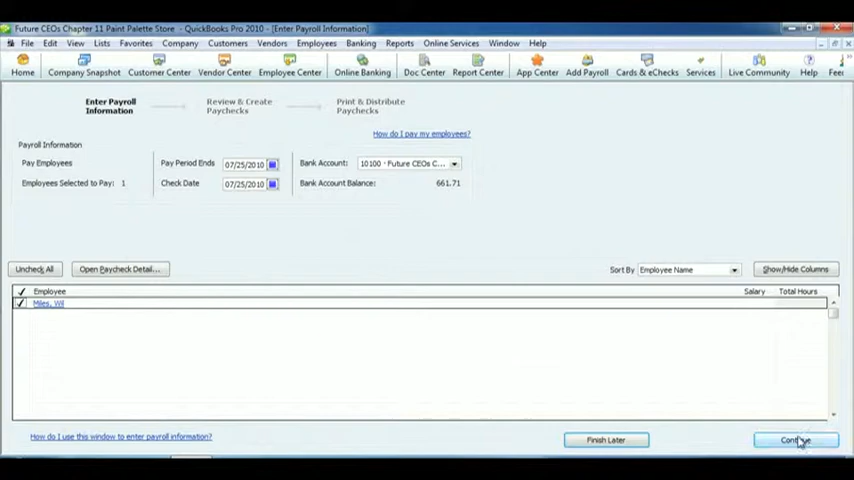 Future CEOs Chapter 11 Paint Palette Store - QuickBooks Pro 2010 - [Enter Payroll Information]
File Edit View Lists Favorites Company Customers Vendors Employees Banking Reports Online Services Window Help
Home Company Snapshot Customer Center Vendor Center Employee Center Online Banking Doc Center Report Center App Center Add Payroll Cards & eChecks Services Live Community Help Feed
Enter Payroll Review & Create Print & Distribute
Information Paychecks Paychecks
How do I pay my employees?
Payroll Information
Pay Employees Pay Period Ends 07/25/2010 Bank Account: 10100 · Future CEOs C...
Employees Selected to Pay: 1 Check Date 07/25/2010 Bank Account Balance: 661.71
Uncheck All Open Paycheck Detail... Sort By Employee Name Show/Hide Columns
Employee Salary Total Hours
Miles, Wil
How do I use this window to enter payroll information? Finish Later Continue